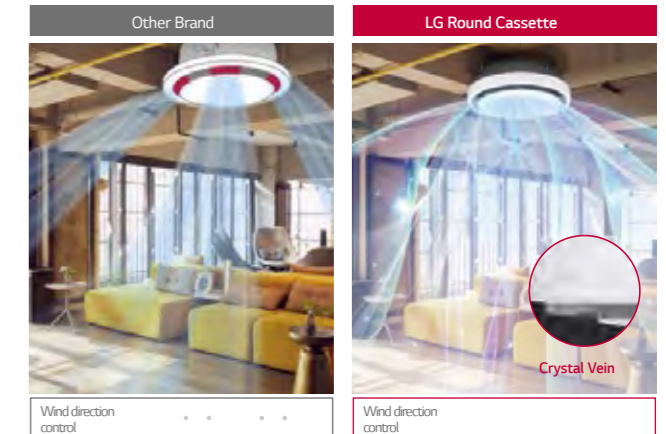 Other Brand
LG Round Cassette
Crystal Vein
Wind direction
control
Wind direction
control